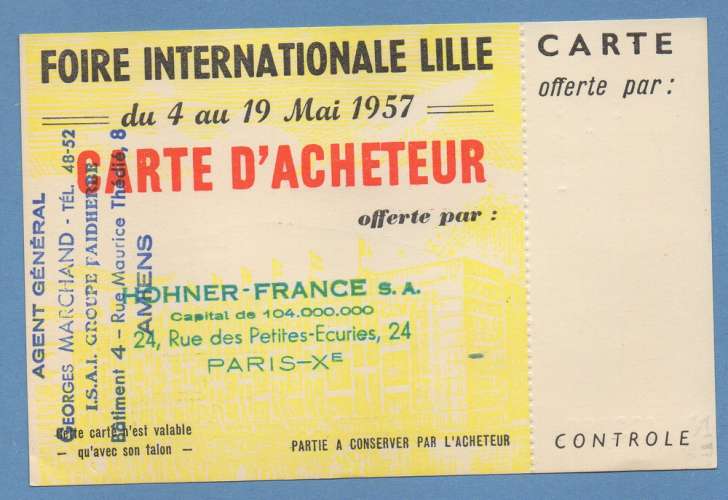 FOIRE INTERNATIONALE LILLE
du 4 au 19 Mai 1957
CARTE D'ACHETEUR
offerte par :
HOHNER-FRANCE S.A.
Capital de 104.000.000
24, Rue des Petites-Ecuries, 24
PARIS-Xᴱ
AGENT GÉNÉRAL
GEORGES MARCHAND - TÉL. 48-52
I.S.A.I. GROUPE FAIDHERBE
Bâtiment 4 - Rue Maurice Thédié, 8
AMIENS
Cette carte n'est valable
— qu'avec son talon —
PARTIE A CONSERVER PAR L'ACHETEUR
CARTE
offerte par :
CONTROLE